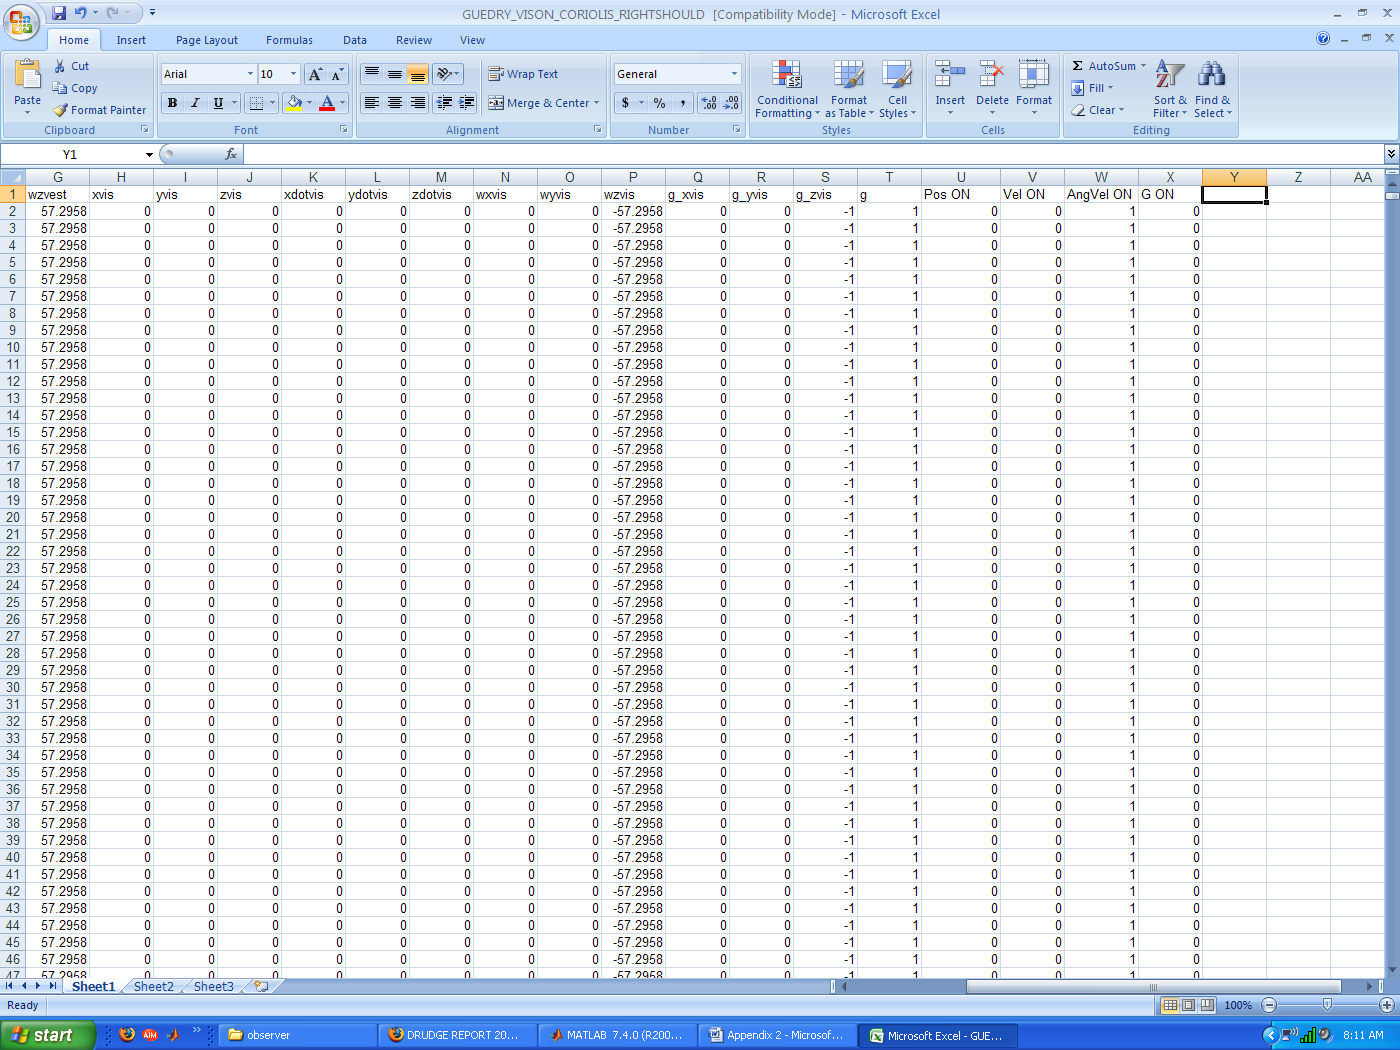 GUEDRY_VISON_CORIOLIS_RIGHTSHOULD [Compatibility Mode] - Microsoft Excel
Home Insert Page Layout Formulas Data Review View
Paste Cut Copy Format Painter Clipboard
Arial 10 B I U Font
Wrap Text Merge & Center Alignment
General $ % , .00 .0 Number
Conditional Formatting Format as Table Cell Styles Styles
Insert Delete Format Cells
Σ AutoSum Fill Clear Sort & Filter Find & Select Editing
Y1 fx
G H I J K L M N O P Q R S T U V W X Y Z AA
1 wzvest xvis yvis zvis xdotvis ydotvis zdotvis wxvis wyvis wzvis g_xvis g_yvis g_zvis g Pos ON Vel ON AngVel ON G ON
2 57.2958 0 0 0 0 0 0 0 0 -57.2958 0 0 -1 1 0 0 1 0
3 57.2958 0 0 0 0 0 0 0 0 -57.2958 0 0 -1 1 0 0 1 0
4 57.2958 0 0 0 0 0 0 0 0 -57.2958 0 0 -1 1 0 0 1 0
5 57.2958 0 0 0 0 0 0 0 0 -57.2958 0 0 -1 1 0 0 1 0
6 57.2958 0 0 0 0 0 0 0 0 -57.2958 0 0 -1 1 0 0 1 0
7 57.2958 0 0 0 0 0 0 0 0 -57.2958 0 0 -1 1 0 0 1 0
8 57.2958 0 0 0 0 0 0 0 0 -57.2958 0 0 -1 1 0 0 1 0
9 57.2958 0 0 0 0 0 0 0 0 -57.2958 0 0 -1 1 0 0 1 0
10 57.2958 0 0 0 0 0 0 0 0 -57.2958 0 0 -1 1 0 0 1 0
11 57.2958 0 0 0 0 0 0 0 0 -57.2958 0 0 -1 1 0 0 1 0
12 57.2958 0 0 0 0 0 0 0 0 -57.2958 0 0 -1 1 0 0 1 0
13 57.2958 0 0 0 0 0 0 0 0 -57.2958 0 0 -1 1 0 0 1 0
14 57.2958 0 0 0 0 0 0 0 0 -57.2958 0 0 -1 1 0 0 1 0
15 57.2958 0 0 0 0 0 0 0 0 -57.2958 0 0 -1 1 0 0 1 0
16 57.2958 0 0 0 0 0 0 0 0 -57.2958 0 0 -1 1 0 0 1 0
17 57.2958 0 0 0 0 0 0 0 0 -57.2958 0 0 -1 1 0 0 1 0
18 57.2958 0 0 0 0 0 0 0 0 -57.2958 0 0 -1 1 0 0 1 0
19 57.2958 0 0 0 0 0 0 0 0 -57.2958 0 0 -1 1 0 0 1 0
20 57.2958 0 0 0 0 0 0 0 0 -57.2958 0 0 -1 1 0 0 1 0
21 57.2958 0 0 0 0 0 0 0 0 -57.2958 0 0 -1 1 0 0 1 0
22 57.2958 0 0 0 0 0 0 0 0 -57.2958 0 0 -1 1 0 0 1 0
23 57.2958 0 0 0 0 0 0 0 0 -57.2958 0 0 -1 1 0 0 1 0
24 57.2958 0 0 0 0 0 0 0 0 -57.2958 0 0 -1 1 0 0 1 0
25 57.2958 0 0 0 0 0 0 0 0 -57.2958 0 0 -1 1 0 0 1 0
26 57.2958 0 0 0 0 0 0 0 0 -57.2958 0 0 -1 1 0 0 1 0
27 57.2958 0 0 0 0 0 0 0 0 -57.2958 0 0 -1 1 0 0 1 0
28 57.2958 0 0 0 0 0 0 0 0 -57.2958 0 0 -1 1 0 0 1 0
29 57.2958 0 0 0 0 0 0 0 0 -57.2958 0 0 -1 1 0 0 1 0
30 57.2958 0 0 0 0 0 0 0 0 -57.2958 0 0 -1 1 0 0 1 0
31 57.2958 0 0 0 0 0 0 0 0 -57.2958 0 0 -1 1 0 0 1 0
32 57.2958 0 0 0 0 0 0 0 0 -57.2958 0 0 -1 1 0 0 1 0
33 57.2958 0 0 0 0 0 0 0 0 -57.2958 0 0 -1 1 0 0 1 0
34 57.2958 0 0 0 0 0 0 0 0 -57.2958 0 0 -1 1 0 0 1 0
35 57.2958 0 0 0 0 0 0 0 0 -57.2958 0 0 -1 1 0 0 1 0
36 57.2958 0 0 0 0 0 0 0 0 -57.2958 0 0 -1 1 0 0 1 0
37 57.2958 0 0 0 0 0 0 0 0 -57.2958 0 0 -1 1 0 0 1 0
38 57.2958 0 0 0 0 0 0 0 0 -57.2958 0 0 -1 1 0 0 1 0
39 57.2958 0 0 0 0 0 0 0 0 -57.2958 0 0 -1 1 0 0 1 0
40 57.2958 0 0 0 0 0 0 0 0 -57.2958 0 0 -1 1 0 0 1 0
41 57.2958 0 0 0 0 0 0 0 0 -57.2958 0 0 -1 1 0 0 1 0
42 57.2958 0 0 0 0 0 0 0 0 -57.2958 0 0 -1 1 0 0 1 0
43 57.2958 0 0 0 0 0 0 0 0 -57.2958 0 0 -1 1 0 0 1 0
44 57.2958 0 0 0 0 0 0 0 0 -57.2958 0 0 -1 1 0 0 1 0
45 57.2958 0 0 0 0 0 0 0 0 -57.2958 0 0 -1 1 0 0 1 0
46 57.2958 0 0 0 0 0 0 0 0 -57.2958 0 0 -1 1 0 0 1 0
47 57.2958 0 0 0 0 0 0 0 0 -57.2958 0 0 -1 1 0 0 1 0
Sheet1 Sheet2 Sheet3
Ready 100%
start AIM observer DRUDGE REPORT 20... MATLAB 7.4.0 (R200... Appendix 2 - Microsof... Microsoft Excel - GUE... 8:11 AM